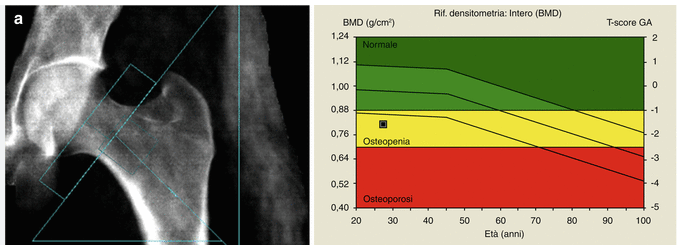 a
Rif. densitometria: Intero (BMD)
BMD (g/cm²)
T-score GA
1,24
1,12
1,00
0,88
0,76
0,64
0,52
0,40
Normale
Osteopenia
Osteoporosi
2
1
0
-1
-2
-3
-4
-5
20 30 40 50 60 70 80 90 100
Età (anni)